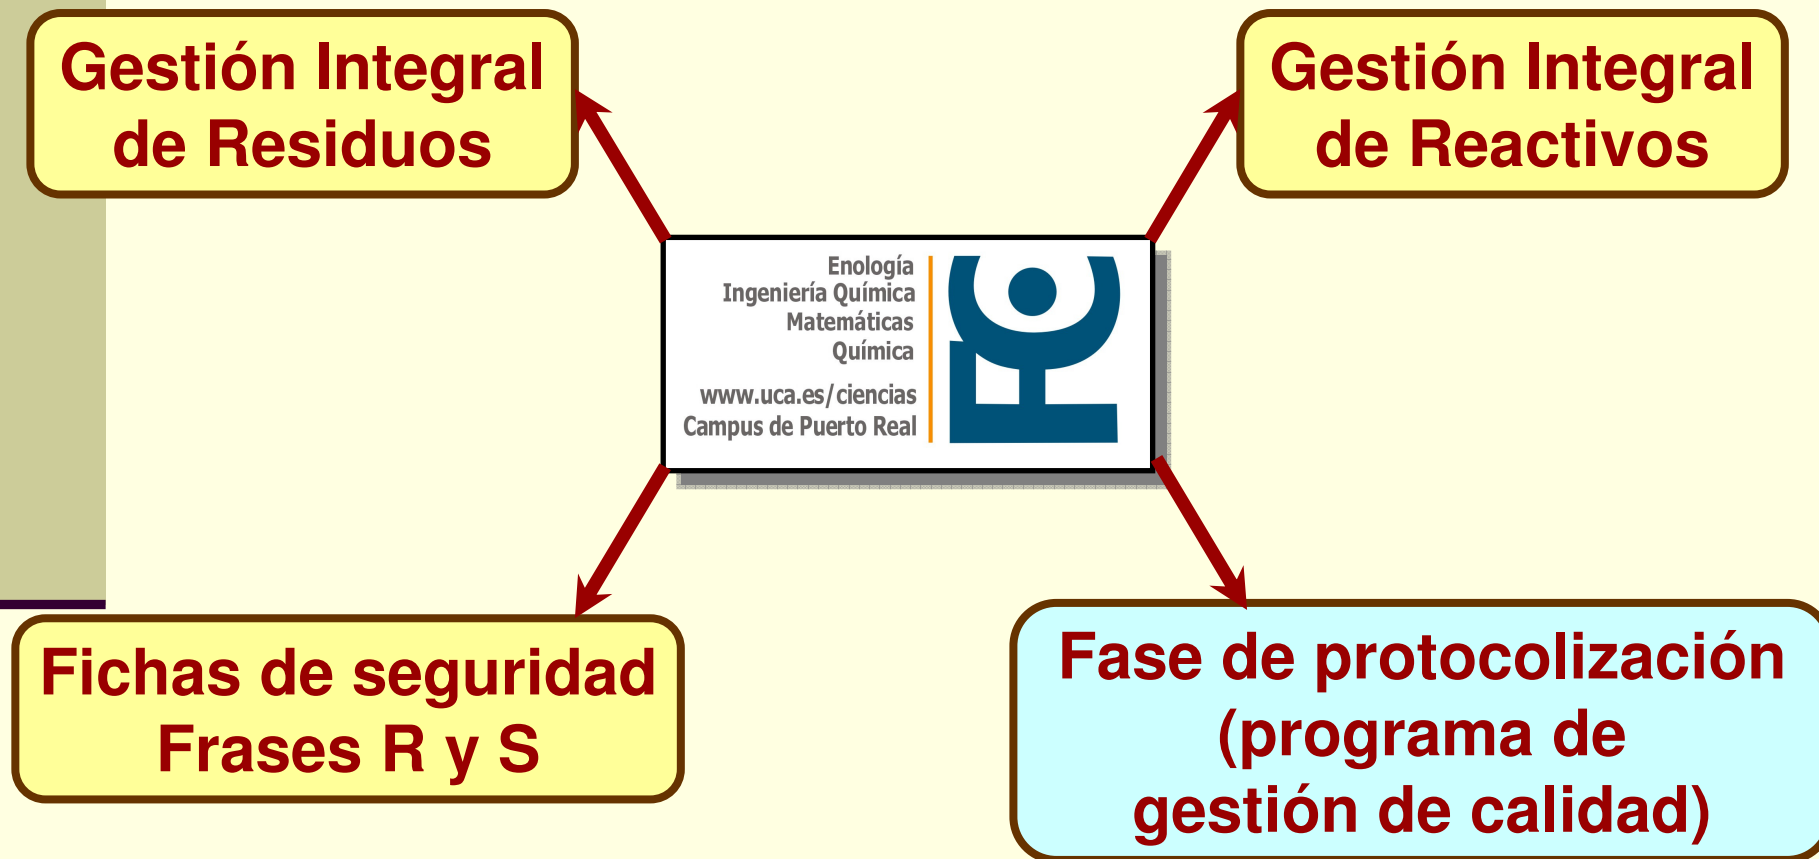 Gestión Integral
de Residuos
Gestión Integral
de Reactivos
Enología
Ingeniería Química
Matemáticas
Química
www.uca.es/ciencias
Campus de Puerto Real
FC
Fichas de seguridad
Frases R y S
Fase de protocolización
(programa de
gestión de calidad)